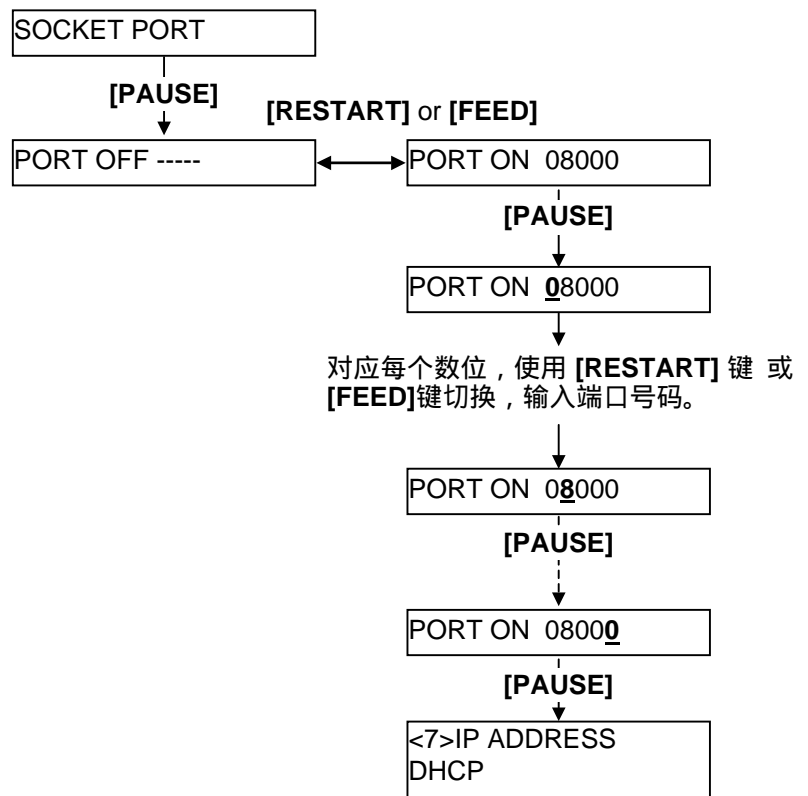 SOCKET PORT
[PAUSE]
[RESTART] or [FEED]
PORT OFF -----
PORT ON 08000
[PAUSE]
PORT ON 08000
对应每个数位，使用 [RESTART] 键 或
[FEED]键切换，输入端口号码。
PORT ON 08000
[PAUSE]
PORT ON 08000
[PAUSE]
<7>IP ADDRESS
DHCP